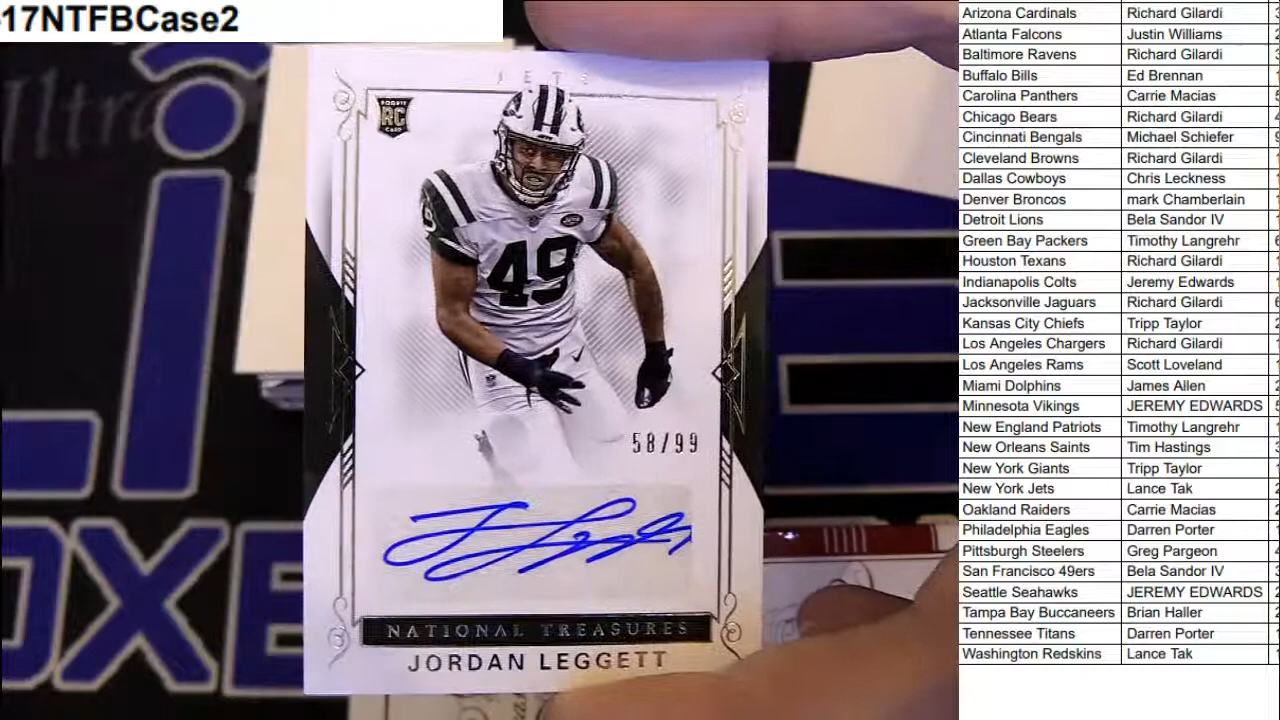 -17NTFBCase2
JETS
ROOKIE
RC
CARD
JETS
49
58/99
NATIONAL TREASURES
JORDAN LEGGETT
OXE
Arizona Cardinals Richard Gilardi
Atlanta Falcons Justin Williams
Baltimore Ravens Richard Gilardi
Buffalo Bills Ed Brennan
Carolina Panthers Carrie Macias
Chicago Bears Richard Gilardi
Cincinnati Bengals Michael Schiefer
Cleveland Browns Richard Gilardi
Dallas Cowboys Chris Leckness
Denver Broncos mark Chamberlain
Detroit Lions Bela Sandor IV
Green Bay Packers Timothy Langrehr
Houston Texans Richard Gilardi
Indianapolis Colts Jeremy Edwards
Jacksonville Jaguars Richard Gilardi
Kansas City Chiefs Tripp Taylor
Los Angeles Chargers Richard Gilardi
Los Angeles Rams Scott Loveland
Miami Dolphins James Allen
Minnesota Vikings JEREMY EDWARDS
New England Patriots Timothy Langrehr
New Orleans Saints Tim Hastings
New York Giants Tripp Taylor
New York Jets Lance Tak
Oakland Raiders Carrie Macias
Philadelphia Eagles Darren Porter
Pittsburgh Steelers Greg Pargeon
San Francisco 49ers Bela Sandor IV
Seattle Seahawks JEREMY EDWARDS
Tampa Bay Buccaneers Brian Haller
Tennessee Titans Darren Porter
Washington Redskins Lance Tak